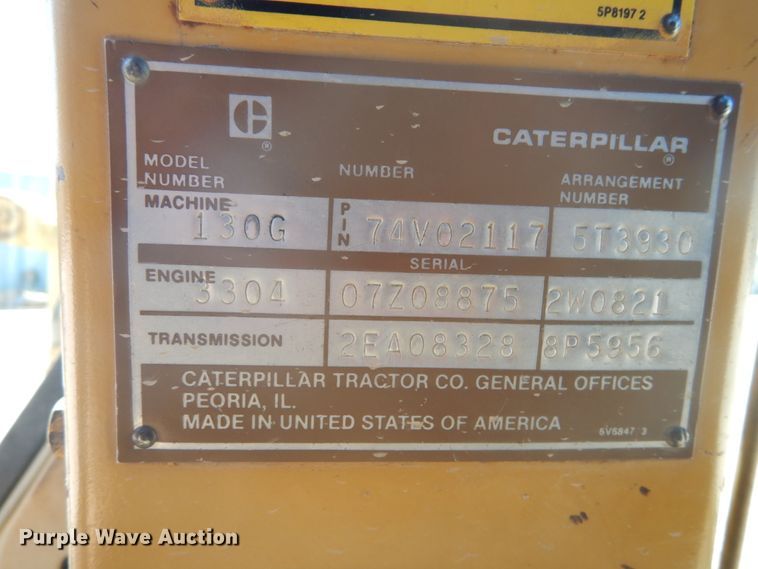 5P8197 2
CATERPILLAR
®
®
MODEL NUMBER
NUMBER
ARRANGEMENT NUMBER
MACHINE 130G PIN 74V02117 5T3930
SERIAL
ENGINE 3304 07Z08875 2W0821
TRANSMISSION 2EA08328 8P5956
CATERPILLAR TRACTOR CO. GENERAL OFFICES
PEORIA, IL.
MADE IN UNITED STATES OF AMERICA
6V6847 3
Purple Wave Auction